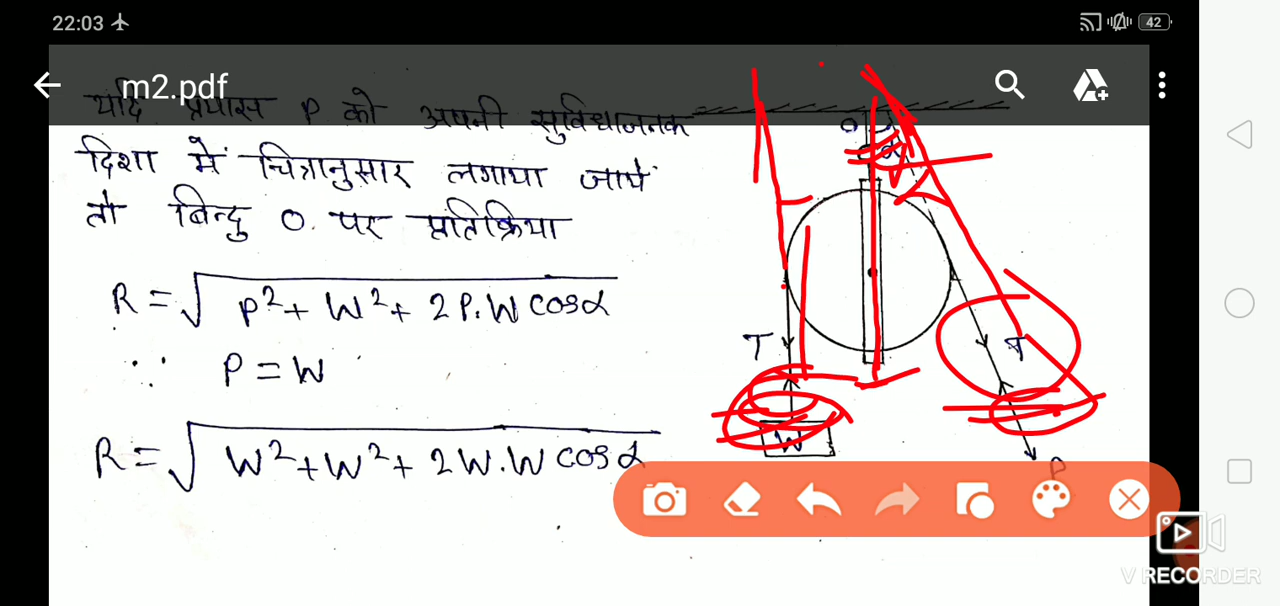 22:03
42
m2.pdf
यदि प्रयास P को अपनी सुविधाजनक
दिशा में चित्रानुसार लगाया जाये
तो बिन्दु O. पर प्रतिक्रिया
R = √P²+W²+2P.W cosα
∵ P = W
R = √W²+W²+2W.W cosα
O
α
T
T
W
P
V RECORDER